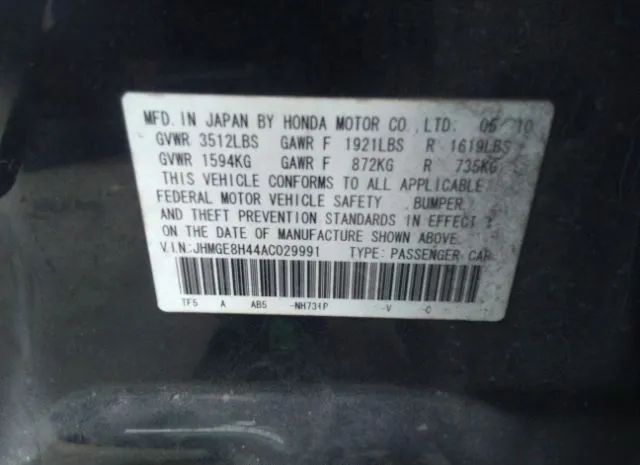 MFD. IN JAPAN BY HONDA MOTOR CO.,LTD. 05 10
GVWR 3512LBS GAWR F 1921LBS R 1619LBS
GVWR 1594KG GAWR F 872KG R 735KG
THIS VEHICLE CONFORMS TO ALL APPLICABLE
FEDERAL MOTOR VEHICLE SAFETY ,BUMPER
AND THEFT PREVENTION STANDARDS IN EFFECT
ON THE DATE OF MANUFACTURE SHOWN ABOVE.
V.I.N:JHMGE8H44AC029991 TYPE: PASSENGER CAR
TF5 A AB5 -NH731P -V -C